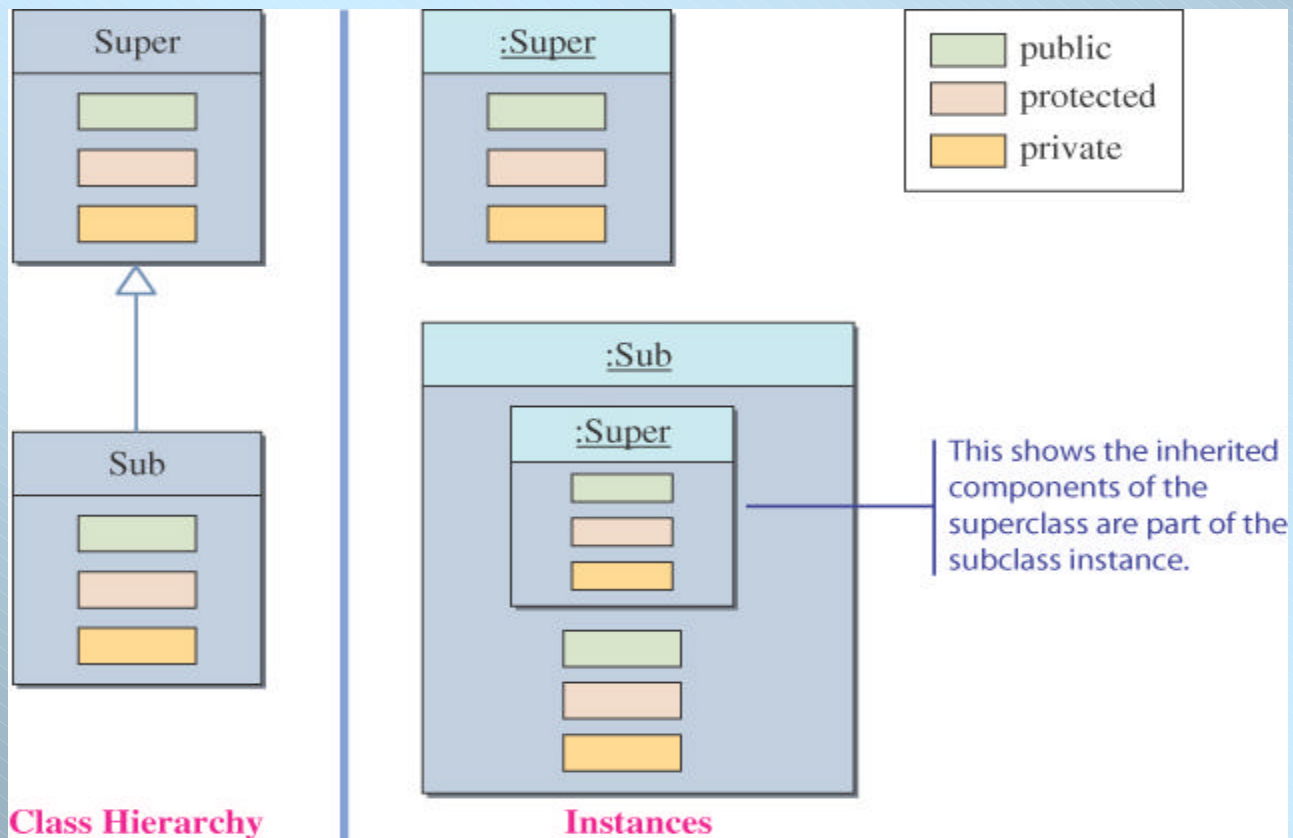 Super
:Super
public
protected
private
:Sub
:Super
Sub
This shows the inherited
components of the
superclass are part of the
subclass instance.
Class Hierarchy
Instances